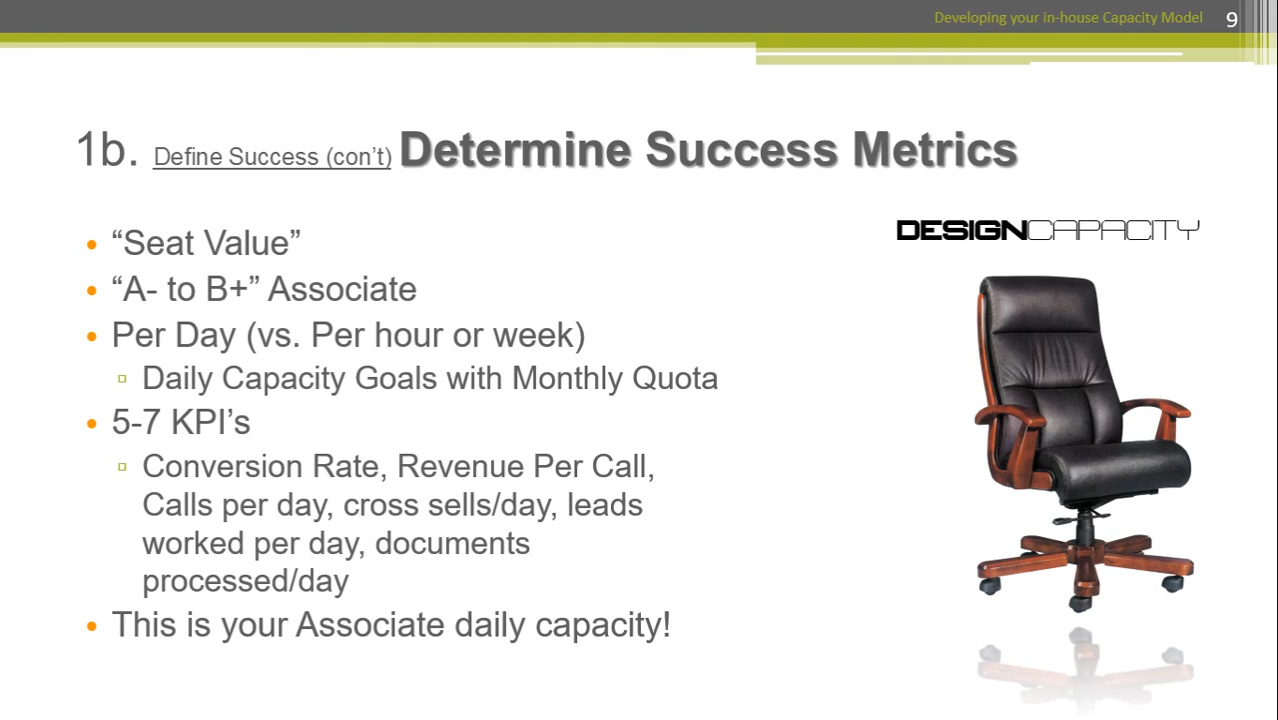 Developing your in-house Capacity Model 9
1b. Define Success (con’t) Determine Success Metrics
DESIGNCAPACITY
• “Seat Value”
• “A- to B+” Associate
• Per Day (vs. Per hour or week)
▫ Daily Capacity Goals with Monthly Quota
• 5-7 KPI’s
▫ Conversion Rate, Revenue Per Call,
Calls per day, cross sells/day, leads
worked per day, documents
processed/day
• This is your Associate daily capacity!